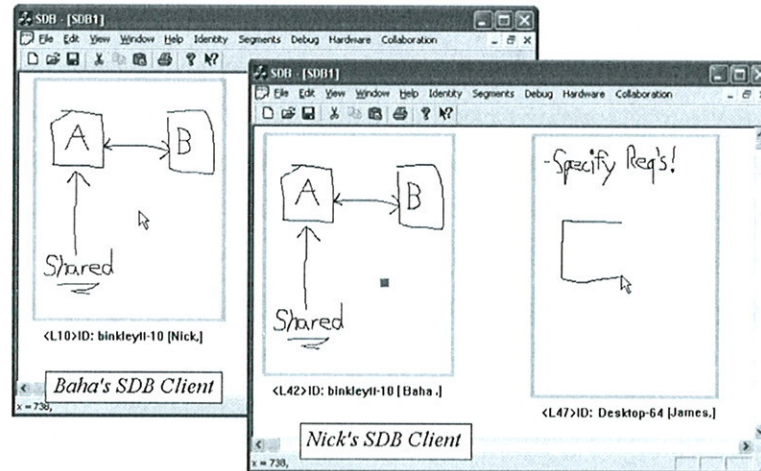 SDB - [SDB1]
File Edit View Window Help Identity Segments Debug Hardware Collaboration
A
B
Shared
<L10>ID: binkleytl-10 [Nick,]
Baha's SDB Client
x = 738,
SDB - [SDB1]
File Edit View Window Help Identity Segments Debug Hardware Collaboration
A
B
Shared
<L42>ID: binkleytl-10 [ Baha ,]
-Specify Req's!
<L47>ID: Desktop-64 [James,]
Nick's SDB Client
x = 738,